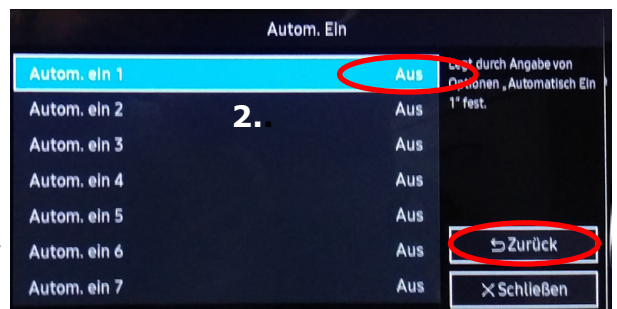 Autom. Ein
Autom. ein 1 Aus
Legt durch Angabe von
Optionen „Automatisch Ein
1“ fest.
Autom. ein 2 Aus
2.
Autom. ein 3 Aus
Autom. ein 4 Aus
Autom. ein 5 Aus
Autom. ein 6 Aus
Autom. ein 7 Aus
Zurück
Schließen